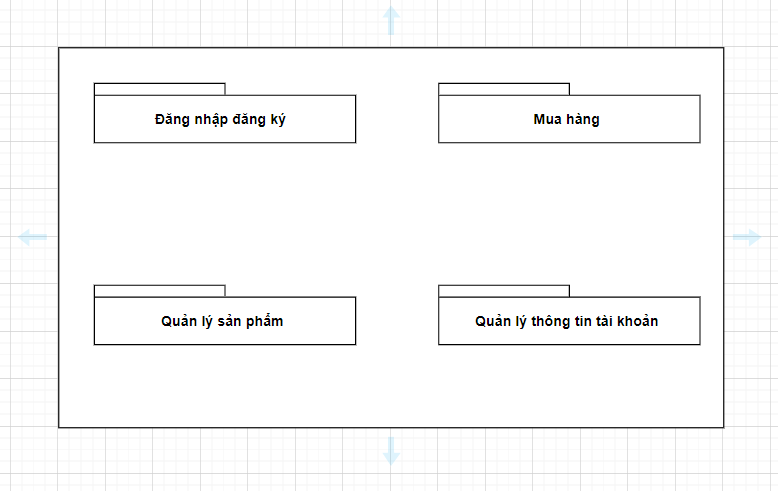 Đăng nhập đăng ký
Mua hàng
Quản lý sản phẩm
Quản lý thông tin tài khoản